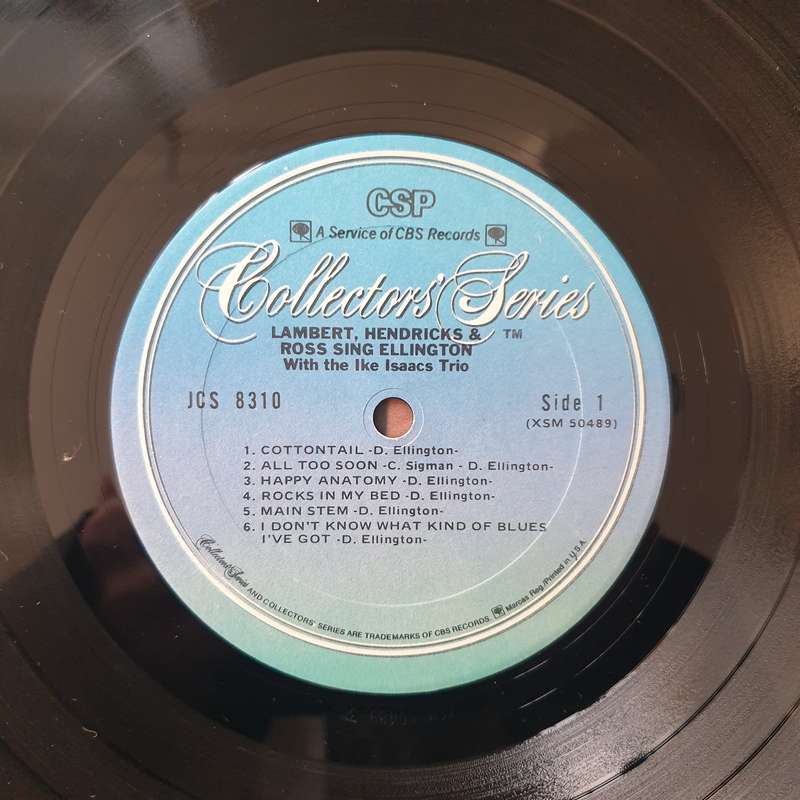 CSP
A Service of CBS Records
Collectors' Series
LAMBERT, HENDRICKS & ™
ROSS SING ELLINGTON
With the Ike Isaacs Trio
JCS 8310
Side 1
(XSM 50489)
1. COTTONTAIL -D. Ellington-
2. ALL TOO SOON -C. Sigman - D. Ellington-
3. HAPPY ANATOMY -D. Ellington-
4. ROCKS IN MY BED -D. Ellington-
5. MAIN STEM -D. Ellington-
6. I DON'T KNOW WHAT KIND OF BLUES
I'VE GOT -D. Ellington-
Collectors' Series AND COLLECTORS' SERIES ARE TRADEMARKS OF CBS RECORDS. Marcas Reg./Printed in U.S.A.